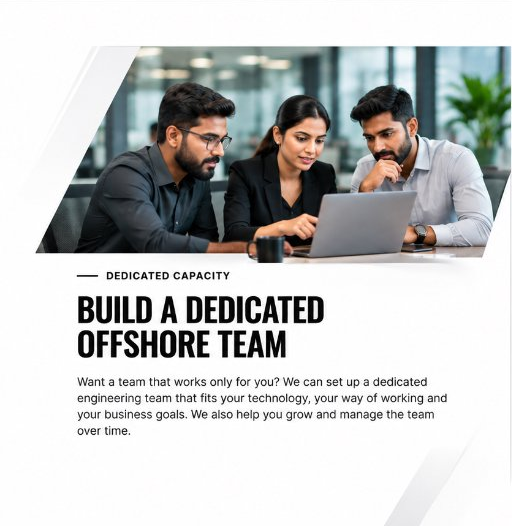 DEDICATED CAPACITY
BUILD A DEDICATED
OFFSHORE TEAM
Want a team that works only for you? We can set up a dedicated
engineering team that fits your technology, your way of working and
your business goals. We also help you grow and manage the team
over time.